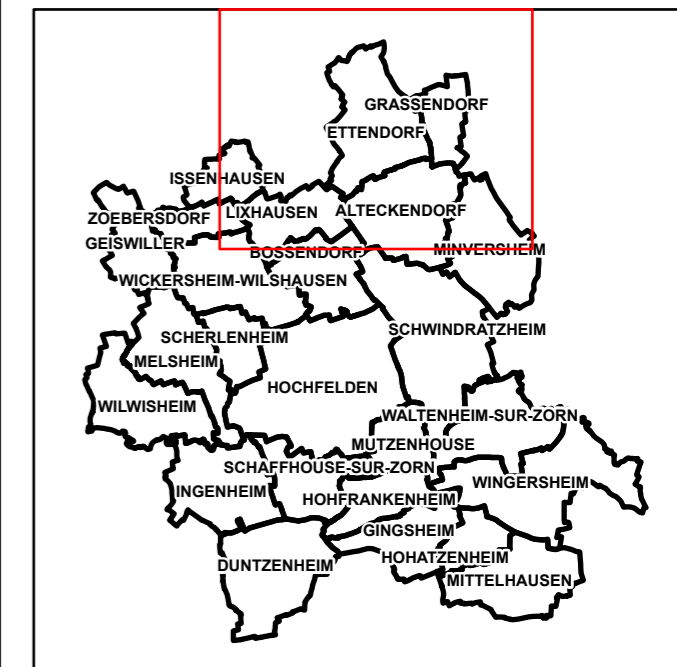 GRASSENDORF
ETTENDORF
ISSENHAUSEN
LIXHAUSEN
ALTECKENDORF
ZOEBERSDORF
GEISWILLER
BOSSENDORF
MINVERSHEIM
WICKERSHEIM-WILSHAUSEN
SCHWINDRATZHEIM
SCHERLENHEIM
MELSHEIM
HOCHFELDEN
WILWISHEIM
WALTENHEIM-SUR-ZORN
MUTZENHOUSE
SCHAFFHOUSE-SUR-ZORN
WINGERSHEIM
INGENHEIM
HOHFRANKENHEIM
GINGSHEIM
HOHATZENHEIM
DUNTZENHEIM
MITTELHAUSEN